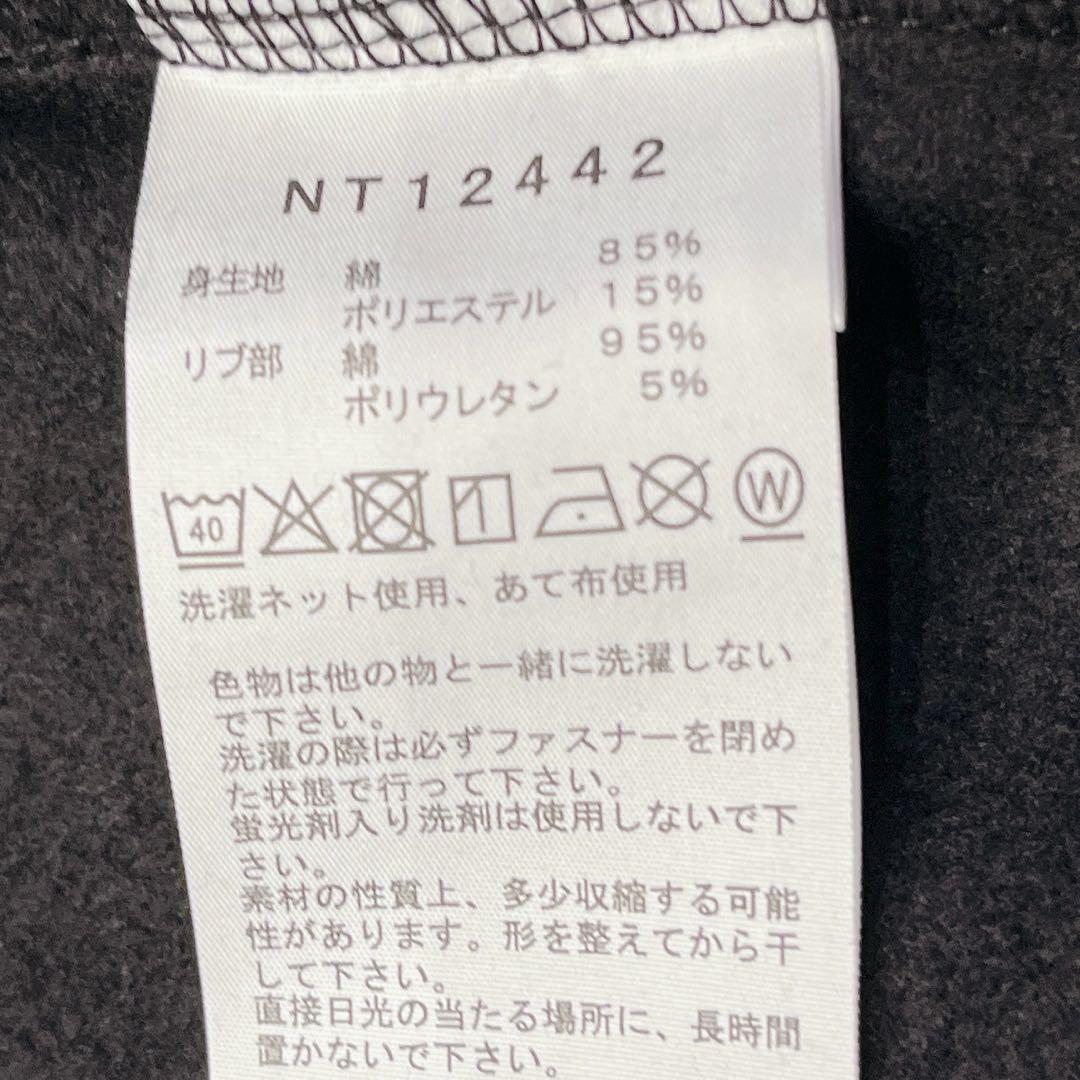 NT12442
身生地 綿 85%
ポリエステル 15%
リブ部 綿 95%
ポリウレタン 5%
40 W
洗濯ネット使用、あて布使用
色物は他の物と一緒に洗濯しない
で下さい。
洗濯の際は必ずファスナーを閉め
た状態で行って下さい。
蛍光剤入り洗剤は使用しないで下
さい。
素材の性質上、多少収縮する可能
性があります。形を整えてから干
して下さい。
直接日光の当たる場所に、長時間
置かないで下さい。